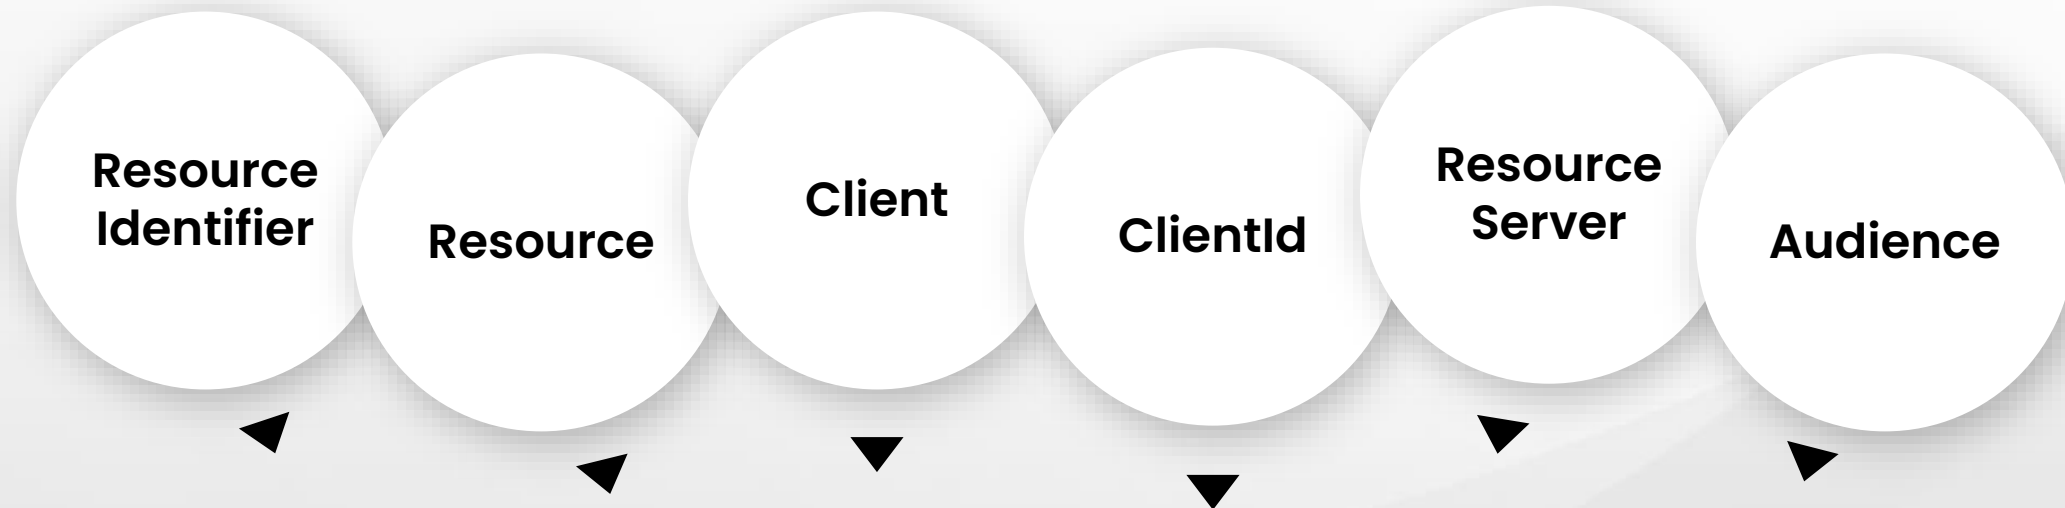 Resource
Identifier
Resource
Client
ClientId
Resource
Server
Audience